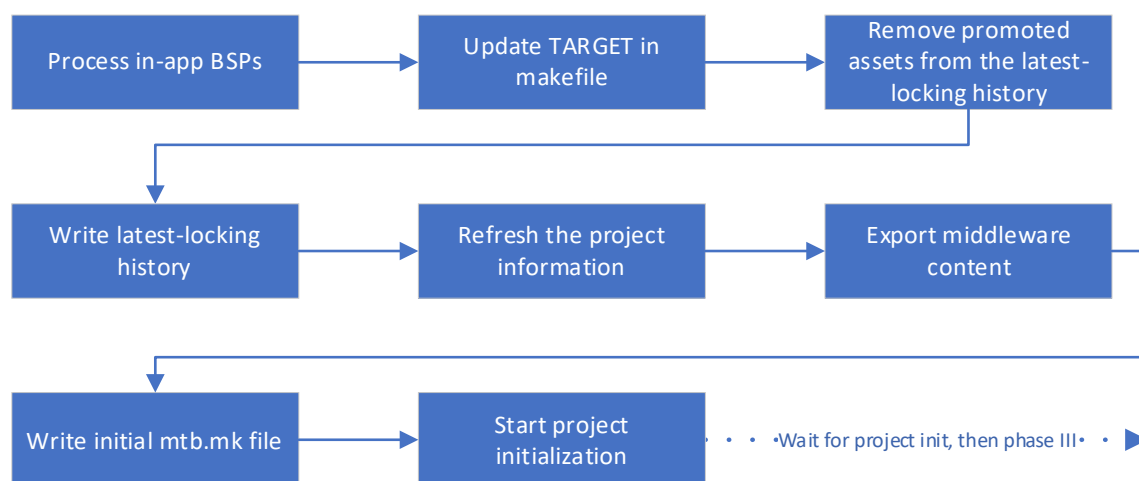 Process in-app BSPs
Update TARGET in
makefile
Remove promoted
assets from the latest-
locking history
Write latest-locking
history
Refresh the project
information
Export middleware
content
Write initial mtb.mk file
Start project
initialization
Wait for project init, then phase III